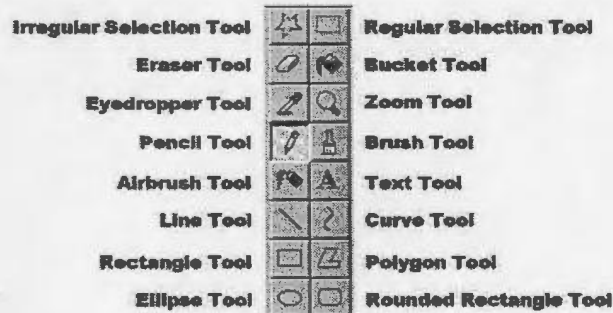 Irregular Selection Tool Regular Selection Tool
Eraser Tool Bucket Tool
Eyedropper Tool Zoom Tool
Pencil Tool Brush Tool
Airbrush Tool A Text Tool
Line Tool Curve Tool
Rectangle Tool Polygon Tool
Ellipse Tool Rounded Rectangle Tool